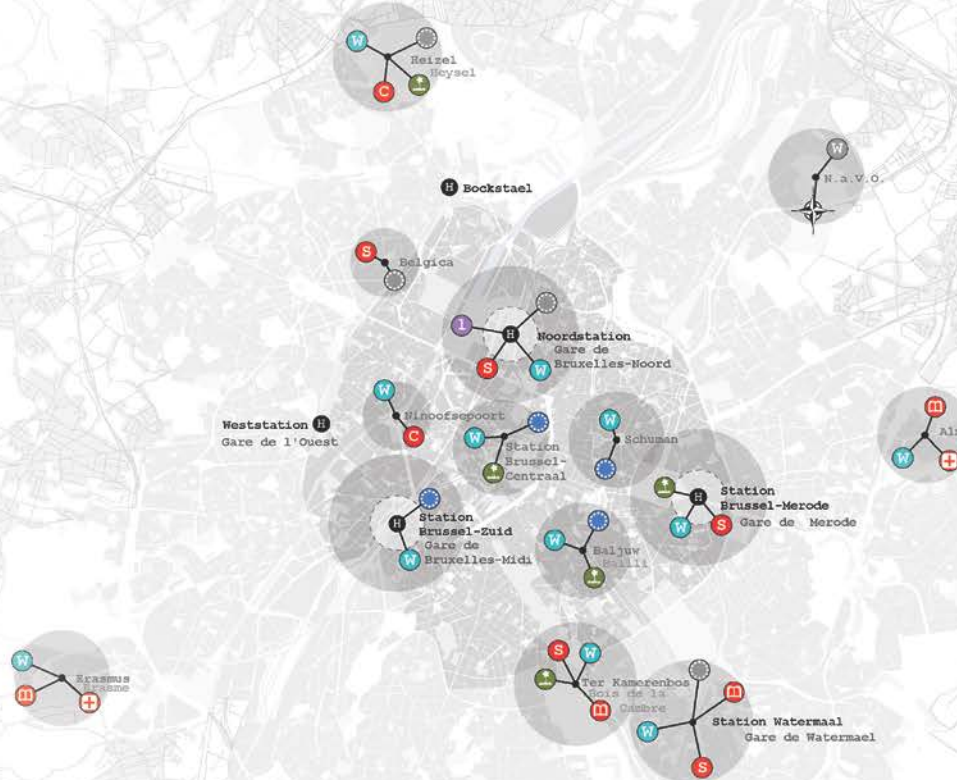 W
Heizel
Heysel
C
W
N.a.V.O.
H Bockstael
S
Belgica
1
H
Noordstation
Gare de
Bruxelles-Noord
S
W
W
Ninoofsepoort
C
Weststation H
Gare de l'Ouest
W
Station
Brussel-
Centraal
W
Schuman
m
W
H
Station
Brussel-Merode
Gare de Merode
W
S
H
Station
Brussel-Zuid
Gare de
Bruxelles-Midi
W
W
Baljuw
Bailli
W
Erasmus
Erasme
m
S
W
Ter Kamerenbos
Bois de la
Cambre
m
m
Station Watermaal
Gare de Watermael
W
S